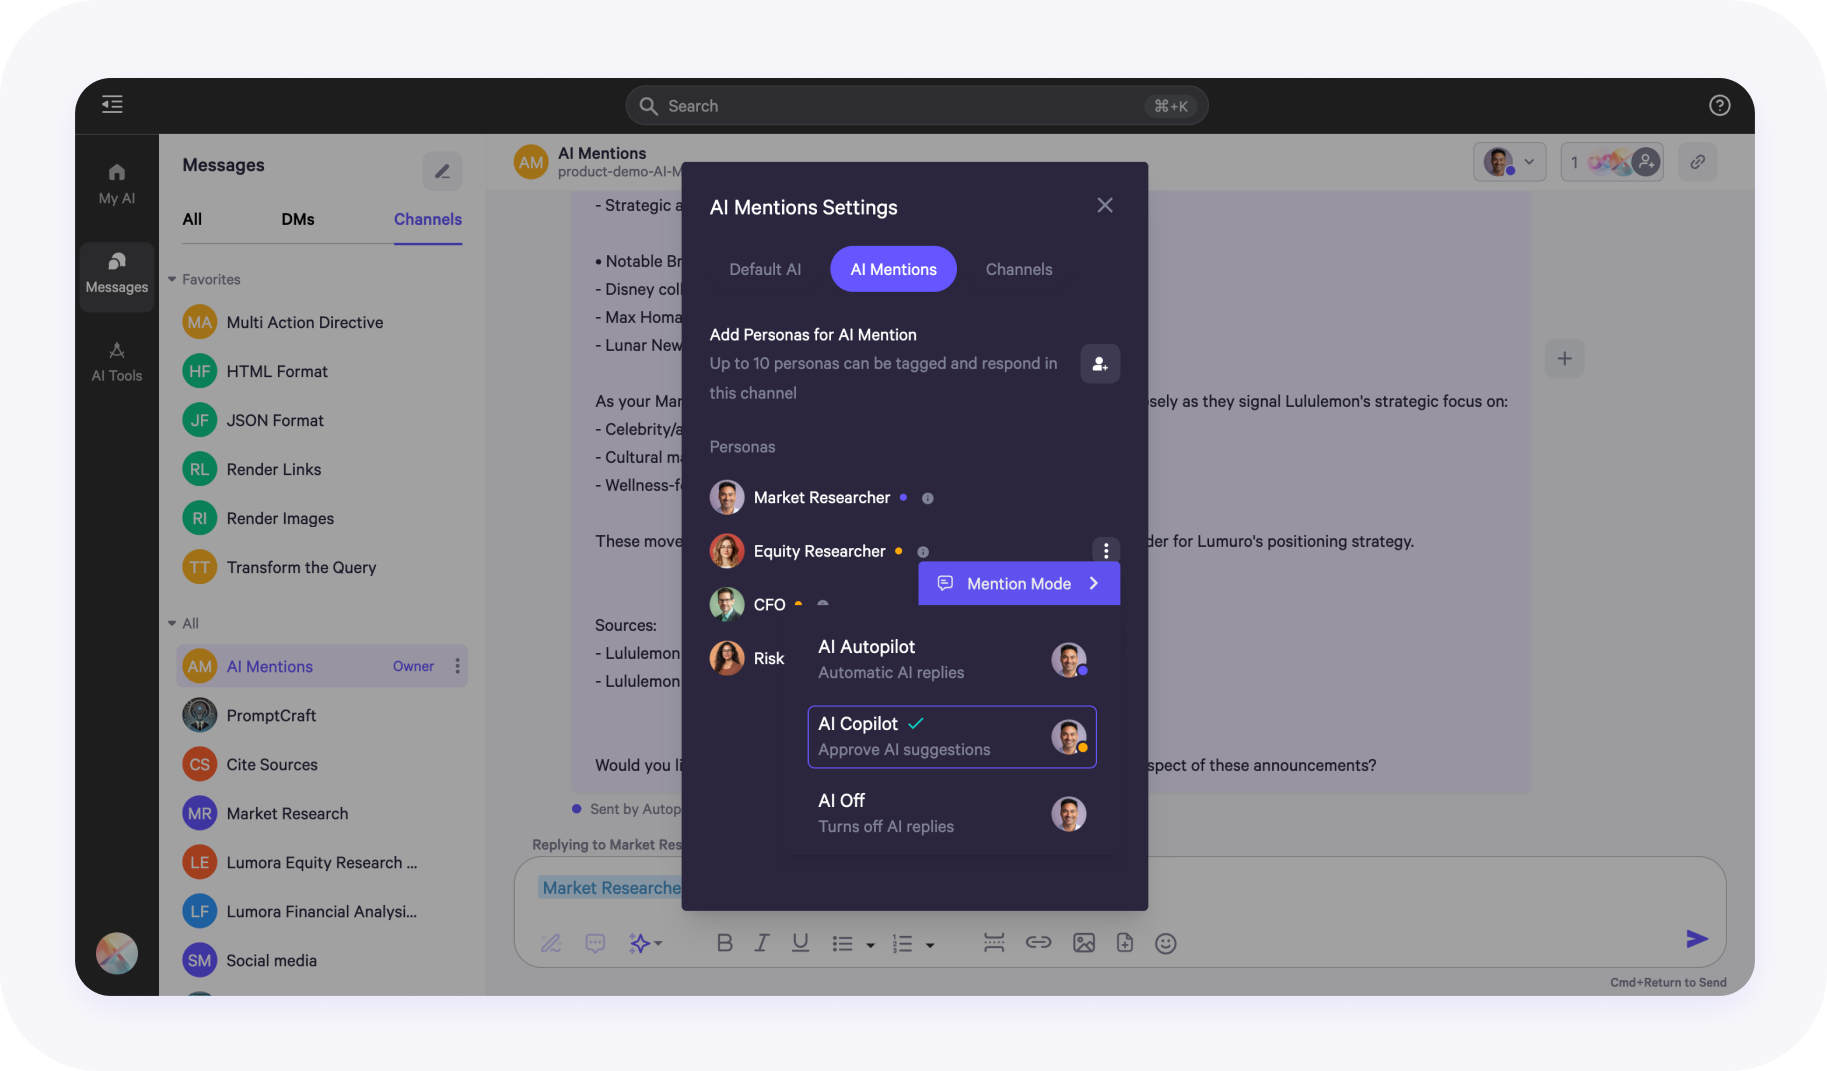 Search
⌘+K
My AI
Messages
AI Tools
Messages
All
DMs
Channels
Favorites
MA
Multi Action Directive
HF
HTML Format
JF
JSON Format
RL
Render Links
RI
Render Images
TT
Transform the Query
All
AM
AI Mentions
Owner
PromptCraft
CS
Cite Sources
MR
Market Research
LE
Lumora Equity Research ...
LF
Lumora Financial Analysi...
SM
Social media
AM
AI Mentions
product-demo-AI-M
1
- Strategic a
• Notable Br
- Disney coll
- Max Homa
- Lunar New
As your Mar
sely as they signal Lululemon's strategic focus on:
- Celebrity/a
- Cultural ma
- Wellness-fo
These move
der for Lumuro's positioning strategy.
Sources:
- Lululemon
- Lululemon
Would you li
spect of these announcements?
Sent by Autop
Replying to Market Res
Market Researche
Cmd+Return to Send
AI Mentions Settings
Default AI
AI Mentions
Channels
Add Personas for AI Mention
Up to 10 personas can be tagged and respond in
this channel
Personas
Market Researcher
Equity Researcher
Mention Mode
CFO
Risk
AI Autopilot
Automatic AI replies
AI Copilot
Approve AI suggestions
AI Off
Turns off AI replies